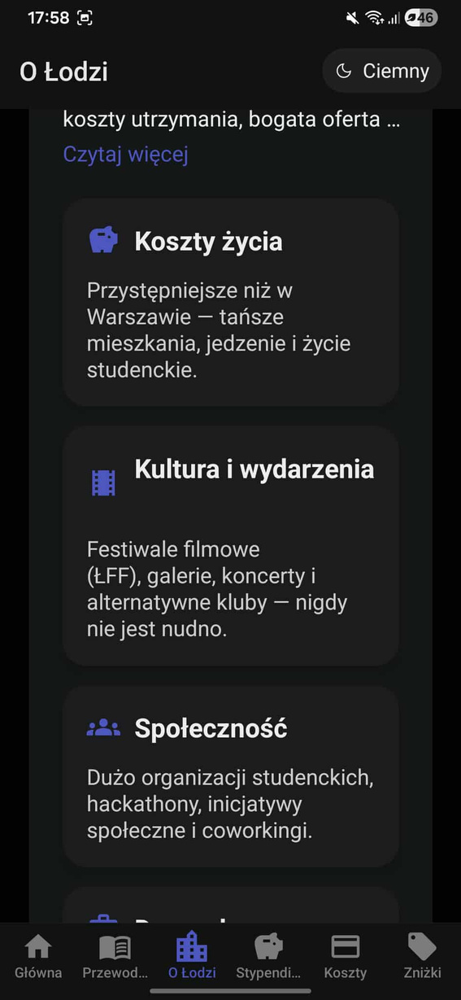 17:58
46
O Łodzi
Ciemny
koszty utrzymania, bogata oferta ...
Czytaj więcej
Koszty życia
Przystępniejsze niż w
Warszawie — tańsze
mieszkania, jedzenie i życie
studenckie.
Kultura i wydarzenia
Festiwale filmowe
(ŁFF), galerie, koncerty i
alternatywne kluby — nigdy
nie jest nudno.
Społeczność
Dużo organizacji studenckich,
hackathony, inicjatywy
społeczne i coworkingi.
Główna
Przewod...
O Łodzi
Stypendi...
Koszty
Zniżki